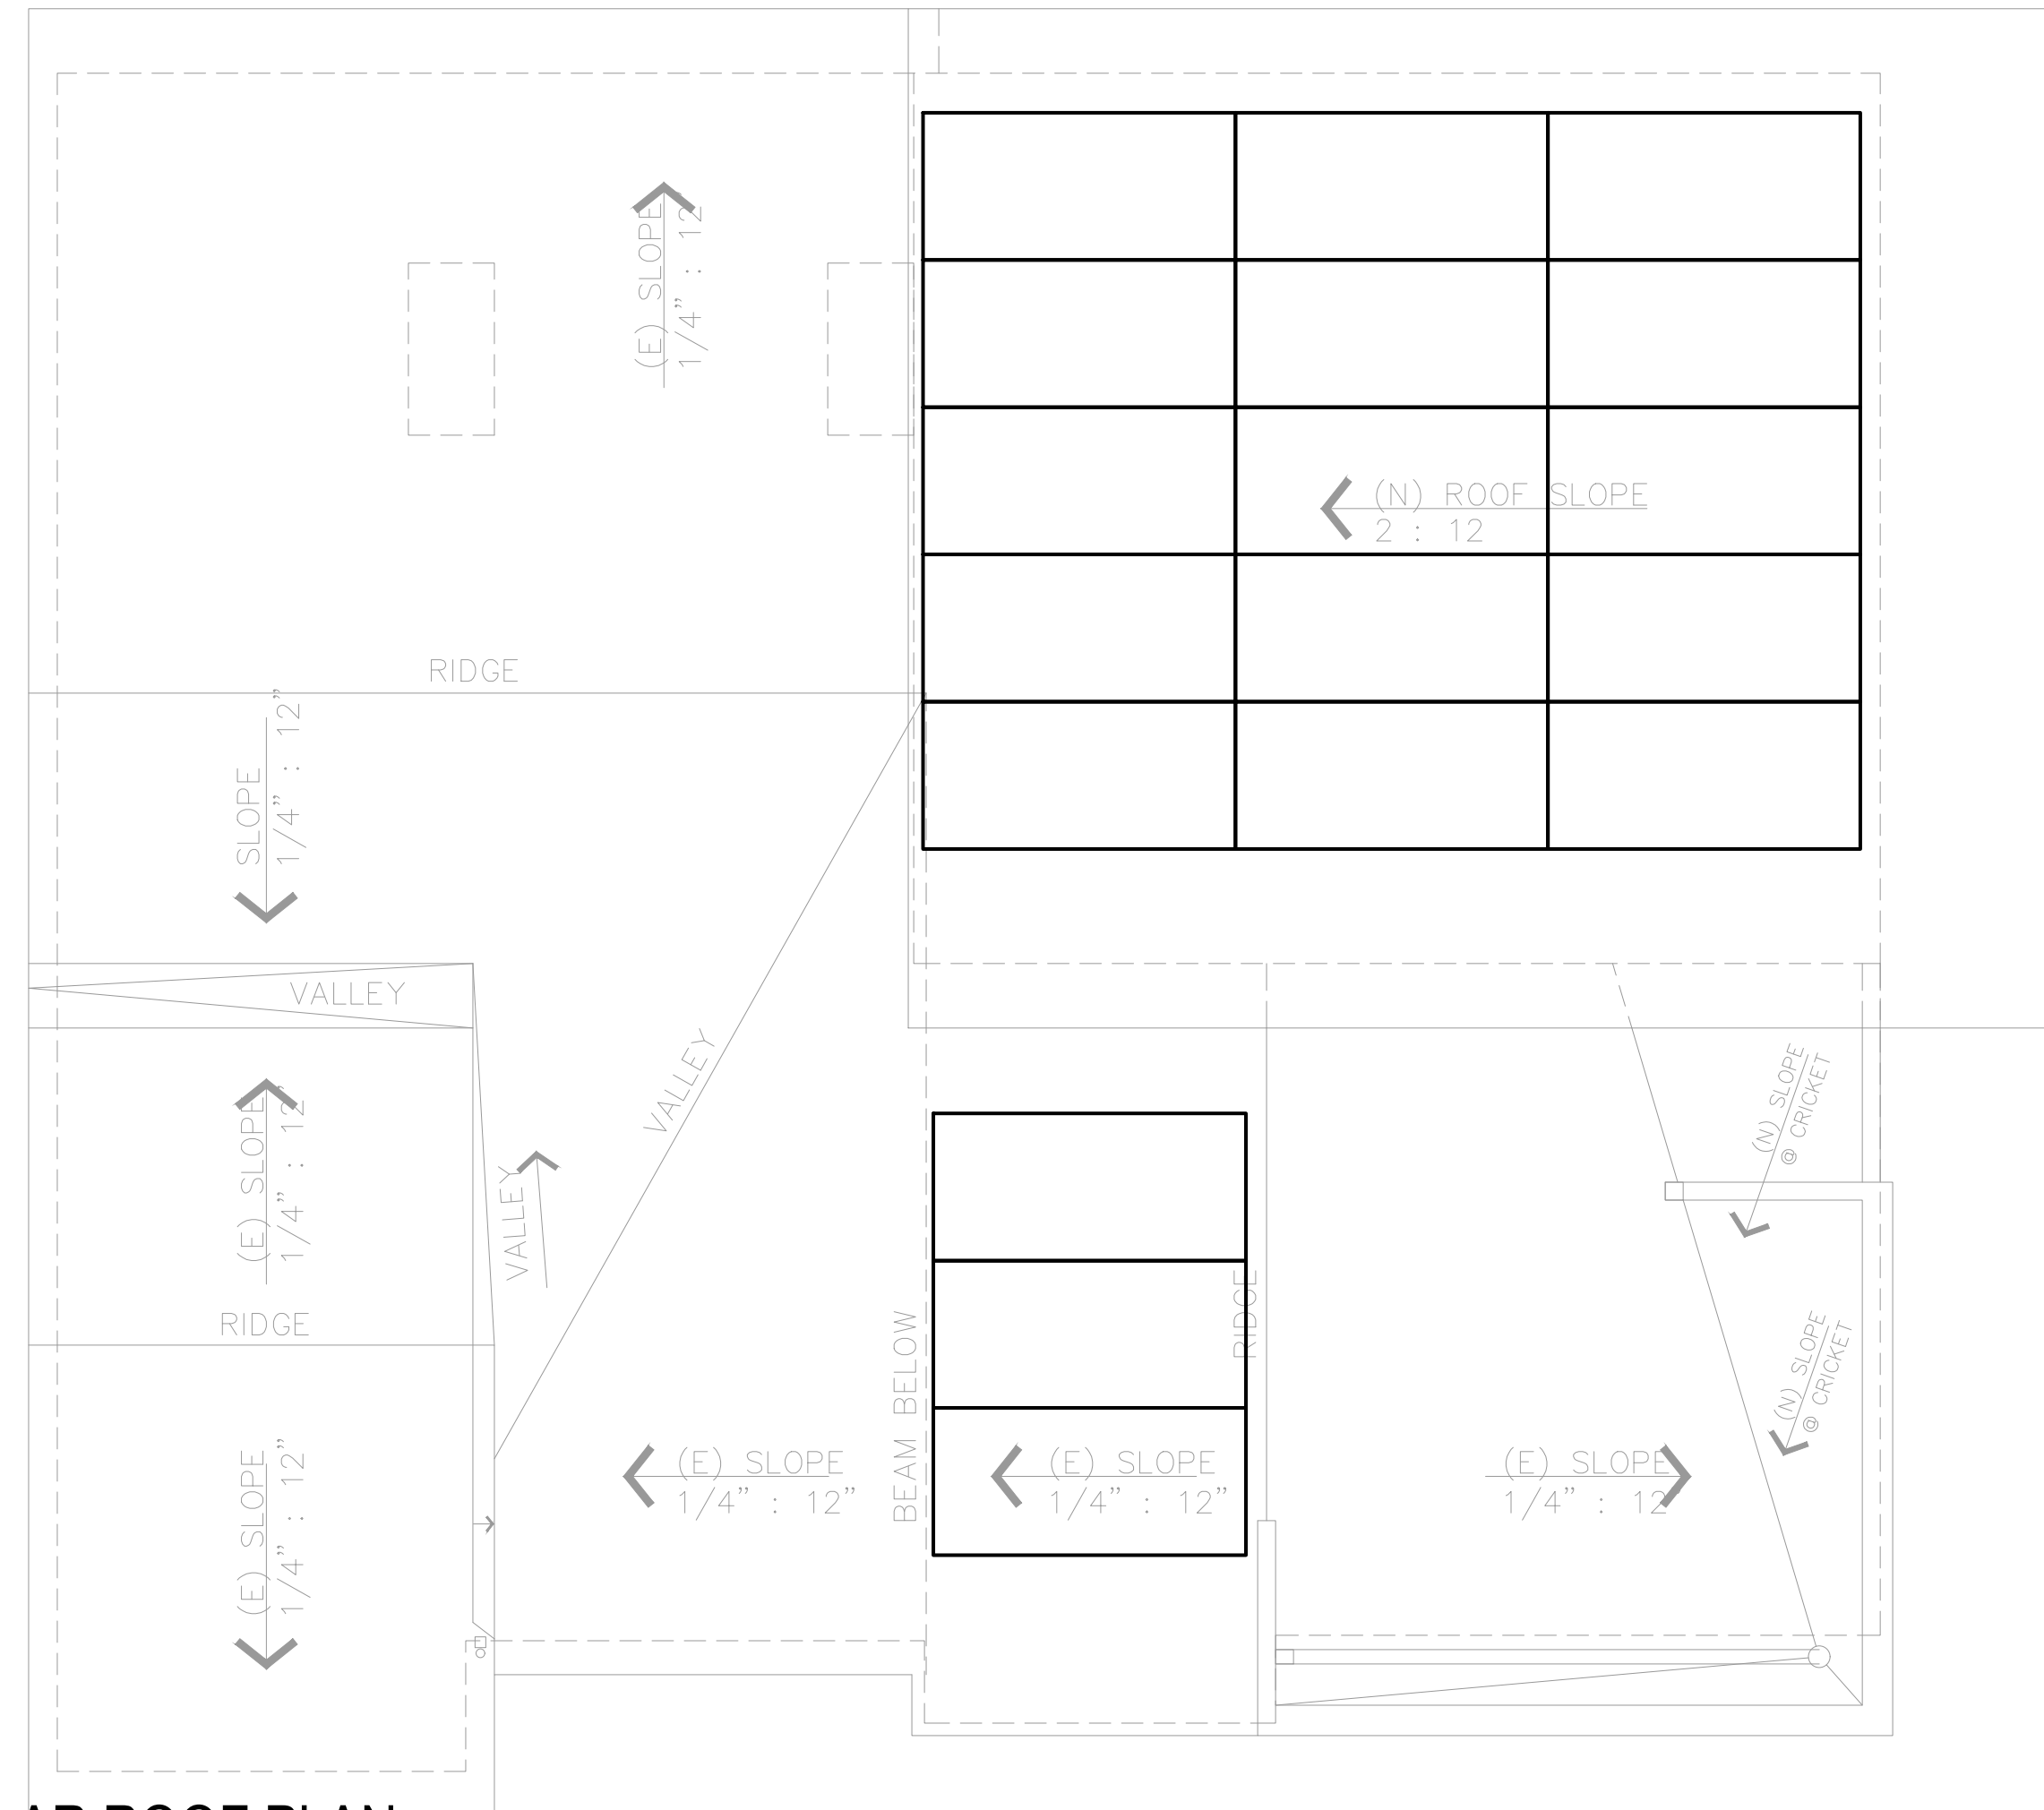 (E) SLOPE
1/4" : 12"
(N) ROOF SLOPE
2 : 12
RIDGE
SLOPE
1/4" : 12"
VALLEY
(E) SLOPE
1/4" : 12"
VALLEY
VALLEY
(N) SLOPE
@ CRICKET
RIDGE
BEAM BELOW
RIDGE
(N) SLOPE
@ CRICKET
(E) SLOPE
1/4" : 12"
(E) SLOPE
1/4" : 12"
(E) SLOPE
1/4" : 12"
(E) SLOPE
1/4" : 12"
ROOF PLAN